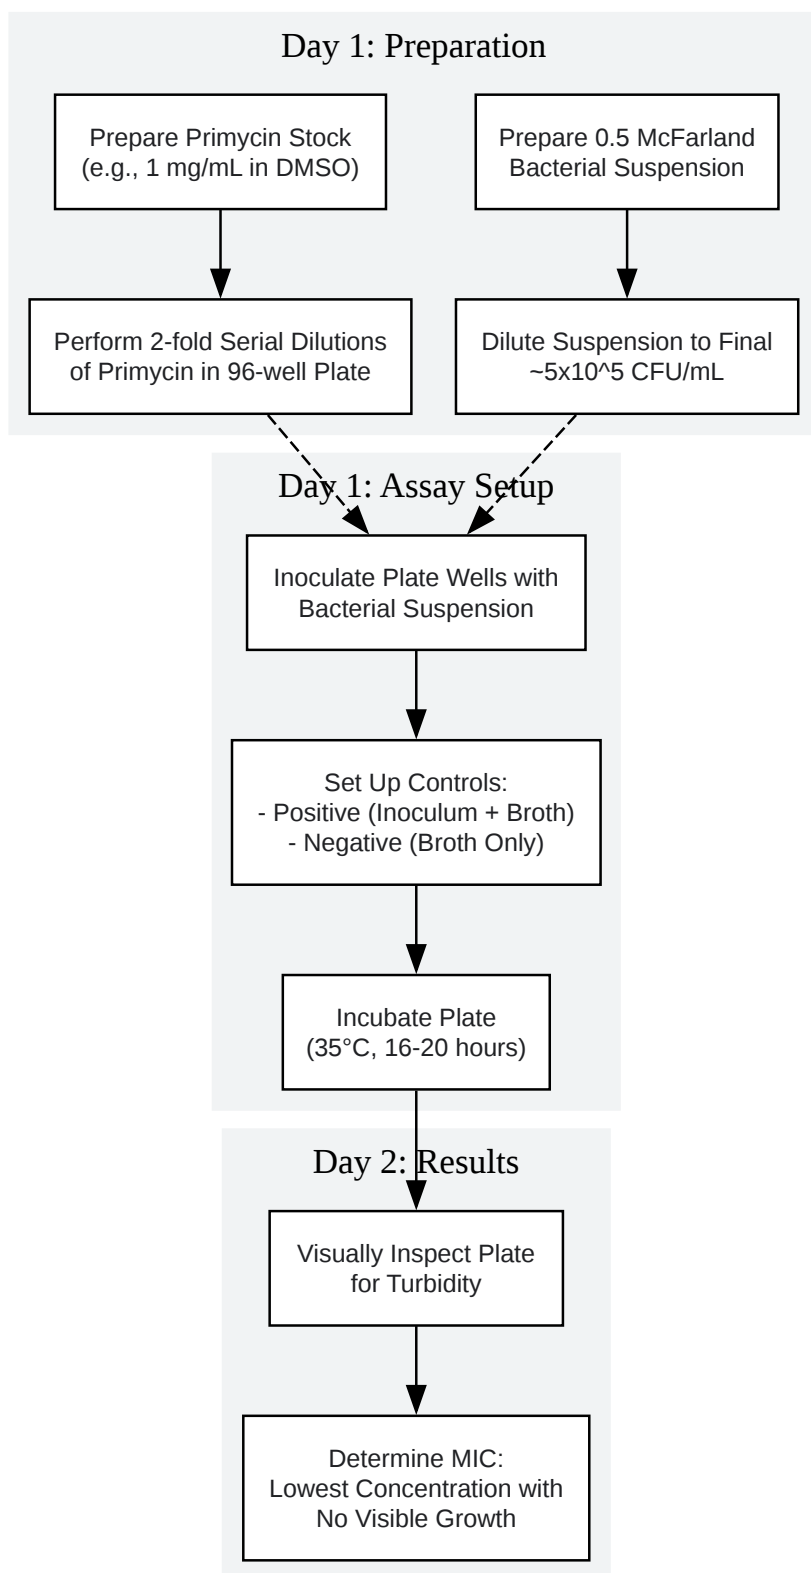 Day 1: Preparation
Prepare Primycin Stock
(e.g., 1 mg/mL in DMSO)
Prepare 0.5 McFarland
Bacterial Suspension
Perform 2-fold Serial Dilutions
of Primycin in 96-well Plate
Dilute Suspension to Final
~5x10^5 CFU/mL
Day 1: Assay Setup
Inoculate Plate Wells with
Bacterial Suspension
Set Up Controls:
- Positive (Inoculum + Broth)
- Negative (Broth Only)
Incubate Plate
(35°C, 16-20 hours)
Day 2: Results
Visually Inspect Plate
for Turbidity
Determine MIC:
Lowest Concentration with
No Visible Growth